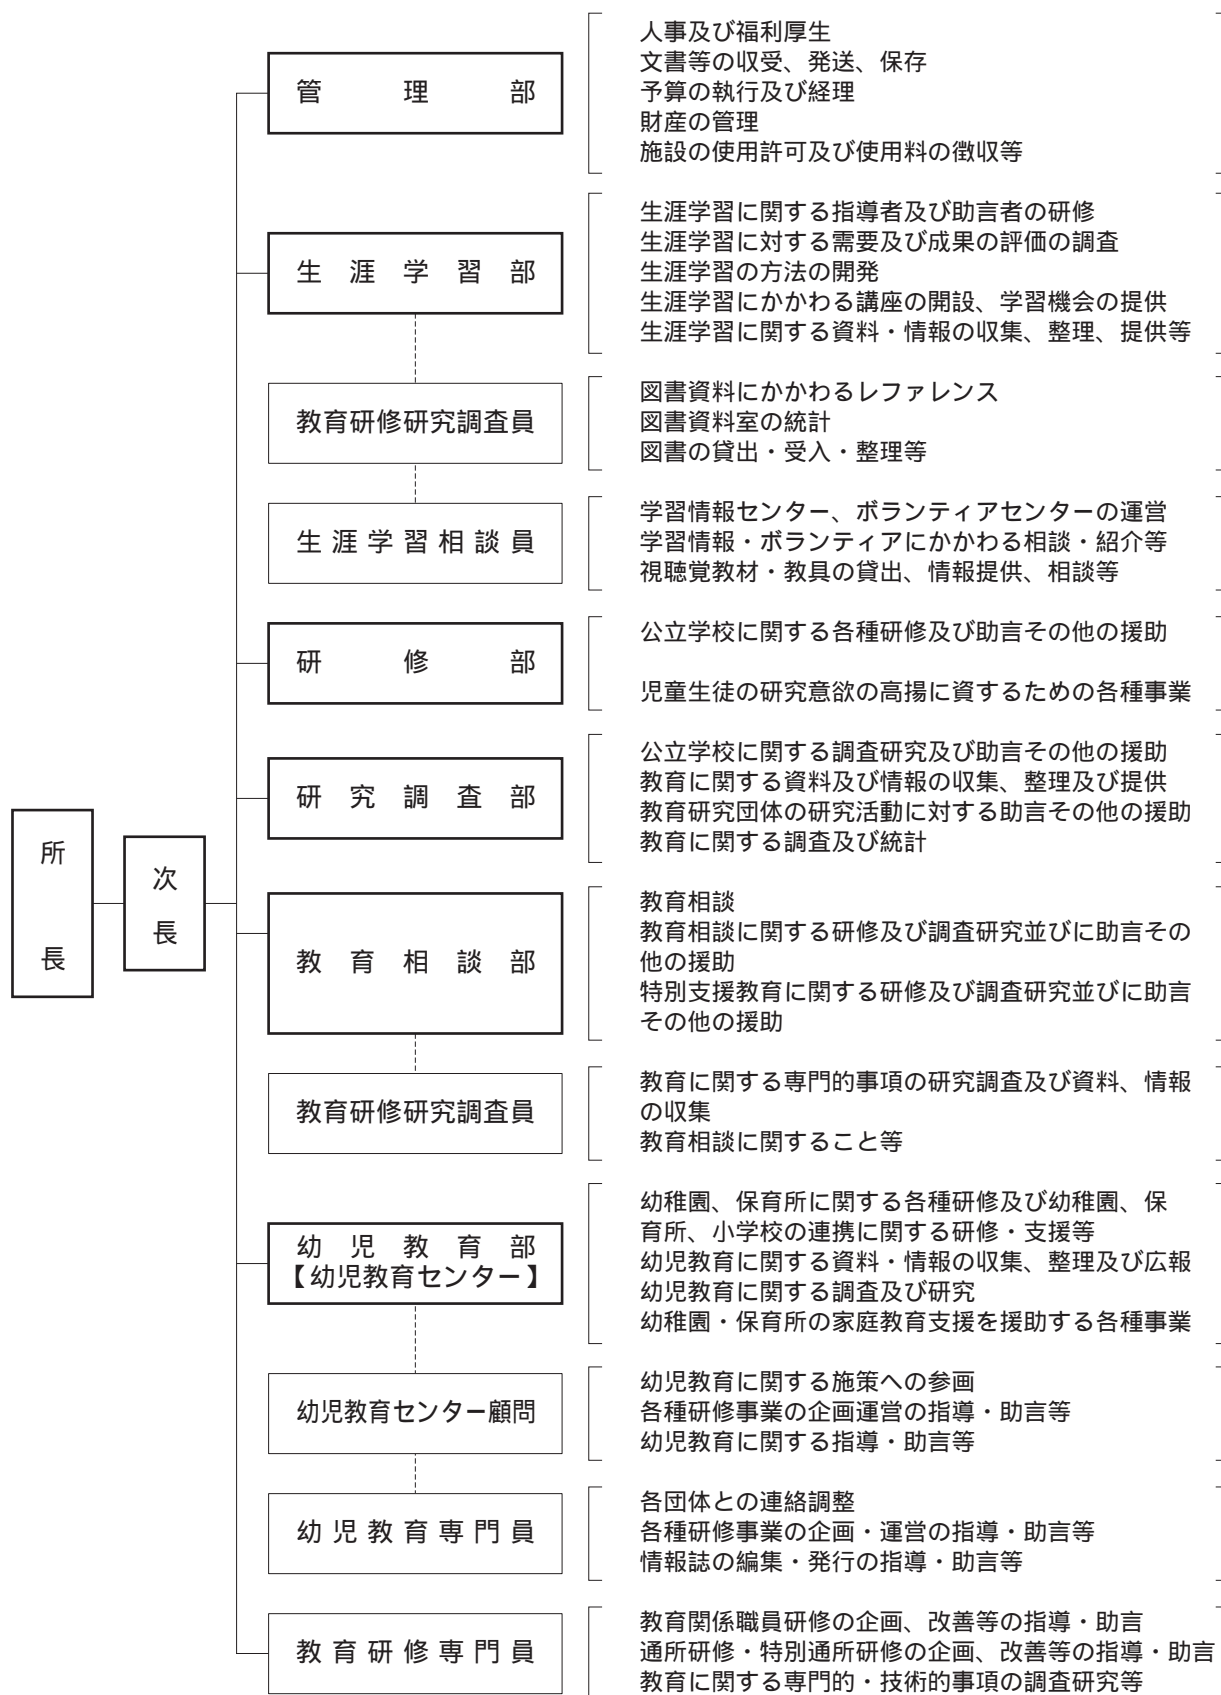 所長
次長
管理部
人事及び福利厚生
文書等の収受、発送、保存
予算の執行及び経理
財産の管理
施設の使用許可及び使用料の徴収等
生涯学習部
生涯学習に関する指導者及び助言者の研修
生涯学習に対する需要及び成果の評価の調査
生涯学習の方法の開発
生涯学習にかかわる講座の開設、学習機会の提供
生涯学習に関する資料・情報の収集、整理、提供等
教育研修研究調査員
図書資料にかかわるレファレンス
図書資料室の統計
図書の貸出・受入・整理等
生涯学習相談員
学習情報センター、ボランティアセンターの運営
学習情報・ボランティアにかかわる相談・紹介等
視聴覚教材・教具の貸出、情報提供、相談等
研修部
公立学校に関する各種研修及び助言その他の援助
児童生徒の研究意欲の高揚に資するための各種事業
研究調査部
公立学校に関する調査研究及び助言その他の援助
教育に関する資料及び情報の収集、整理及び提供
教育研究団体の研究活動に対する助言その他の援助
教育に関する調査及び統計
教育相談部
教育相談
教育相談に関する研修及び調査研究並びに助言その
他の援助
特別支援教育に関する研修及び調査研究並びに助言
その他の援助
教育研修研究調査員
教育に関する専門的事項の研究調査及び資料、情報
の収集
教育相談に関すること等
幼児教育部
【幼児教育センター】
幼稚園、保育所に関する各種研修及び幼稚園、保
育所、小学校の連携に関する研修・支援等
幼児教育に関する資料・情報の収集、整理及び広報
幼児教育に関する調査及び研究
幼稚園・保育所の家庭教育支援を援助する各種事業
幼児教育センター顧問
幼児教育に関する施策への参画
各種研修事業の企画運営の指導・助言等
幼児教育に関する指導・助言等
幼児教育専門員
各団体との連絡調整
各種研修事業の企画・運営の指導・助言等
情報誌の編集・発行の指導・助言等
教育研修専門員
教育関係職員研修の企画、改善等の指導・助言
通所研修・特別通所研修の企画、改善等の指導・助言
教育に関する専門的・技術的事項の調査研究等